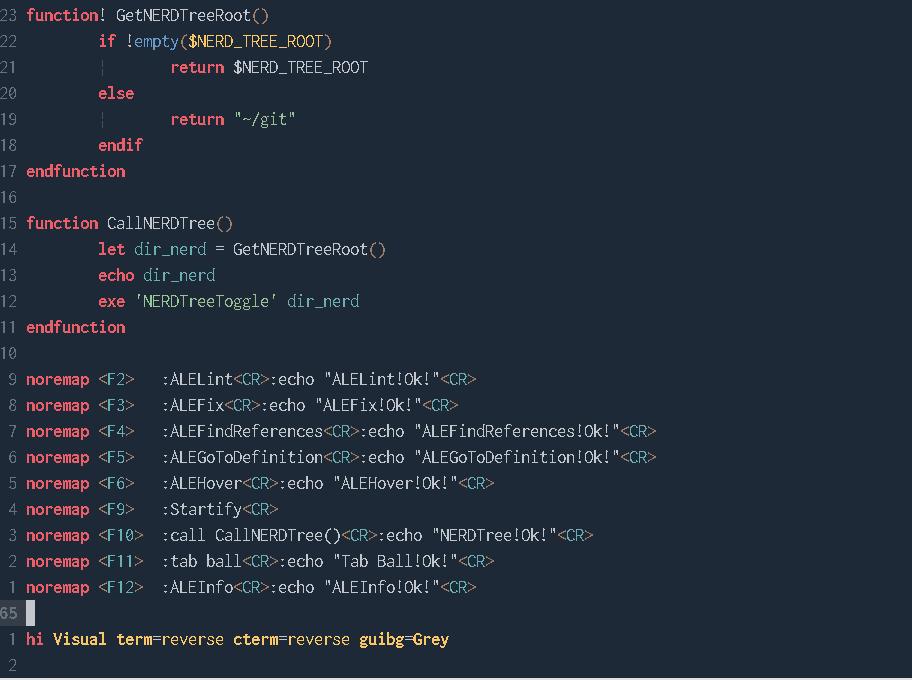 23 function! GetNERDTreeRoot()
22         if !empty($NERD_TREE_ROOT)
21         ¦       return $NERD_TREE_ROOT
20         else
19         ¦       return "~/git"
18         endif
17 endfunction
16
15 function CallNERDTree()
14         let dir_nerd = GetNERDTreeRoot()
13         echo dir_nerd
12         exe 'NERDTreeToggle' dir_nerd
11 endfunction
10
 9 noremap <F2>   :ALELint<CR>:echo "ALELint!Ok!"<CR>
 8 noremap <F3>   :ALEFix<CR>:echo "ALEFix!Ok!"<CR>
 7 noremap <F4>   :ALEFindReferences<CR>:echo "ALEFindReferences!Ok!"<CR>
 6 noremap <F5>   :ALEGoToDefinition<CR>:echo "ALEGoToDefinition!Ok!"<CR>
 5 noremap <F6>   :ALEHover<CR>:echo "ALEHover!Ok!"<CR>
 4 noremap <F9>   :Startify<CR>
 3 noremap <F10>  :call CallNERDTree()<CR>:echo "NERDTree!Ok!"<CR>
 2 noremap <F11>  :tab ball<CR>:echo "Tab Ball!Ok!"<CR>
 1 noremap <F12>  :ALEInfo<CR>:echo "ALEInfo!Ok!"<CR>
65
 1 hi Visual term=reverse cterm=reverse guibg=Grey
 2